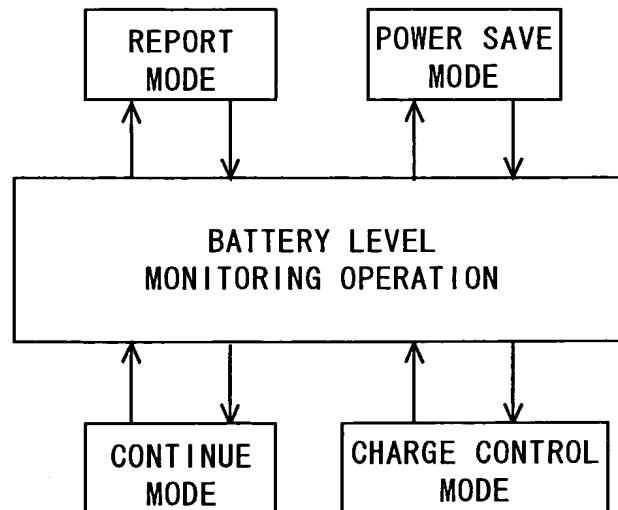 REPORT
MODE
POWER SAVE
MODE
BATTERY LEVEL
MONITORING OPERATION
CONTINUE
MODE
CHARGE CONTROL
MODE